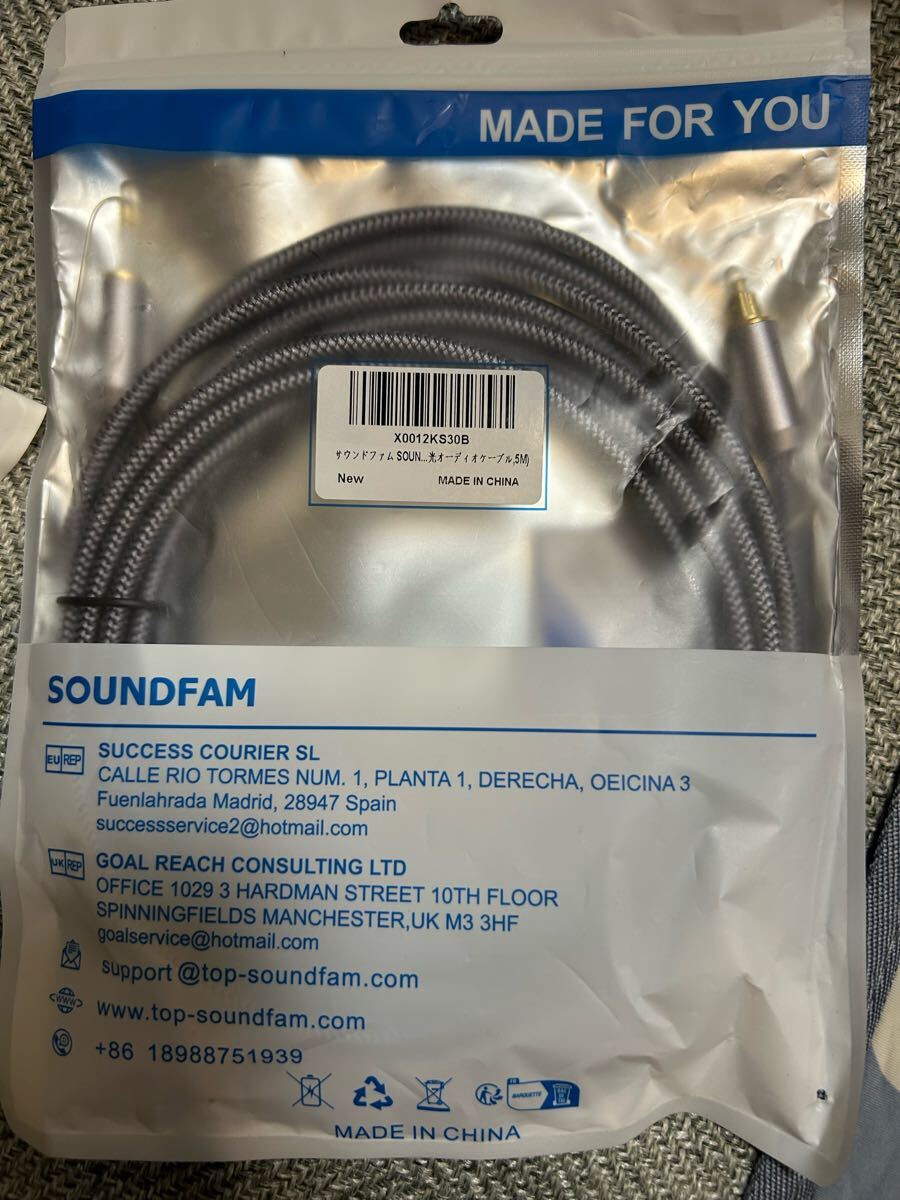 MADE FOR YOU
X0012KS30B
サウンドファム SOUN...光オーディオケーブル,5M)
New MADE IN CHINA
SOUNDFAM
EU REP
SUCCESS COURIER SL
CALLE RIO TORMES NUM. 1, PLANTA 1, DERECHA, OEICINA 3
Fuenlahrada Madrid, 28947 Spain
successservice2@hotmail.com
UK REP
GOAL REACH CONSULTING LTD
OFFICE 1029 3 HARDMAN STREET 10TH FLOOR
SPINNINGFIELDS MANCHESTER,UK M3 3HF
goalservice@hotmail.com
support@top-soundfam.com
WWW
www.top-soundfam.com
+86 18988751939
FR
BARQUETTE
MADE IN CHINA